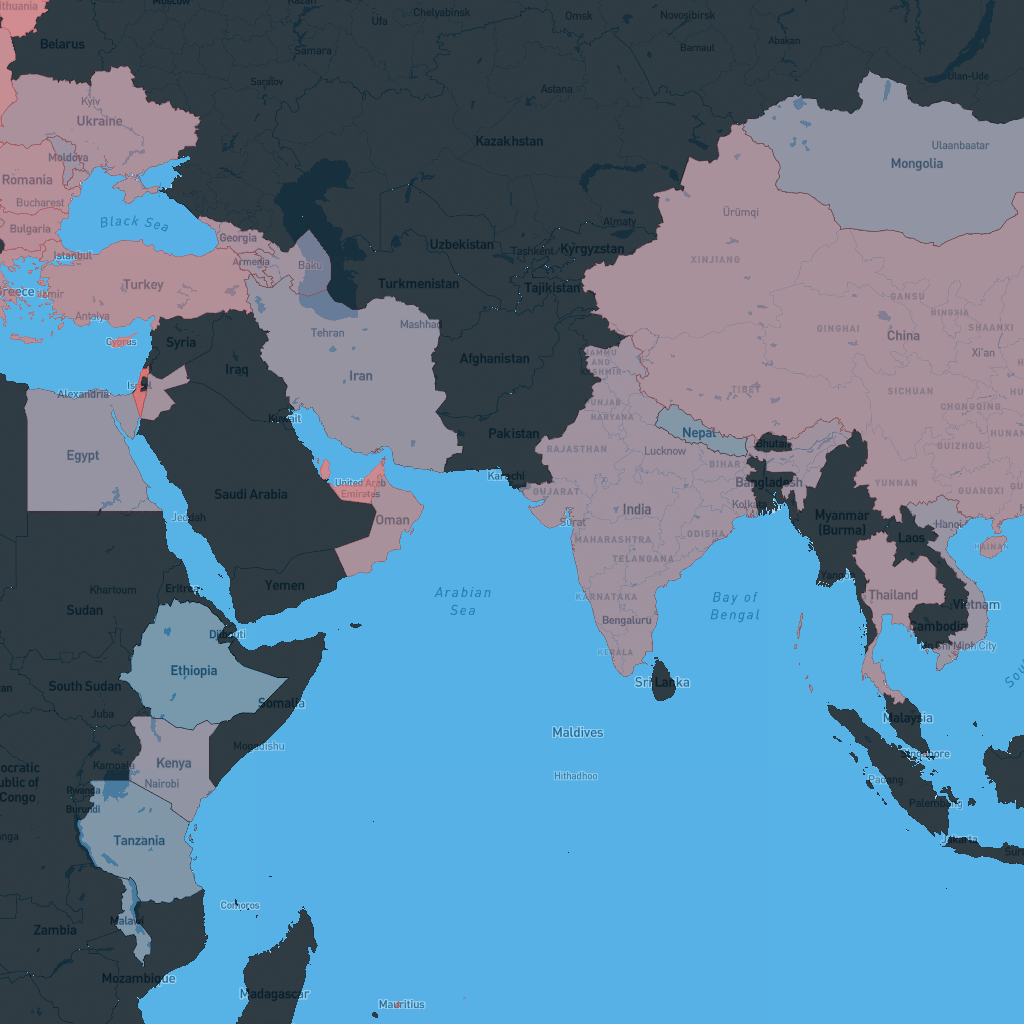 Lithuania
Moscow
Kazan
Ufa
Chelyabinsk
Omsk
Novosibirsk
Belarus
Samara
Barnaul
Abakan
Saratov
Astana
Ulan-Ude
Kyiv
Ukraine
Kazakhstan
Moldova
Ulaanbaatar
Mongolia
Romania
Bucharest
Ürümqi
Bulgaria
Black Sea
Almaty
Georgia
Uzbekistan
Tashkent
Kyrgyzstan
Istanbul
Armenia
Baku
XINJIANG
Turkey
Turkmenistan
Tajikistan
Greece
Izmir
GANSU
NINGXIA
Antalya
Tehran
Mashhad
QINGHAI
China
SHAANXI
Cyprus
Syria
Xi'an
Iraq
Iran
Afghanistan
JAMMU
AND
KASHMIR
Israel
TIBET
SICHUAN
Alexandria
PUNJAB
CHONGQING
Kuwait
HARYANA
Egypt
Pakistan
Nepal
Bhutan
GUIZHOU
HUNAN
RAJASTHAN
Lucknow
BIHAR
Karachi
United Arab
Emirates
Bangladesh
YUNNAN
GUANGXI
Saudi Arabia
GUJARAT
Kolkata
India
Jeddah
Oman
Surat
Myanmar
(Burma)
Hanoi
MAHARASHTRA
ODISHA
Laos
HAINAN
TELANGANA
Yemen
Khartoum
Eritrea
Sudan
Arabian
Sea
KARNATAKA
Bay of
Bengal
Yangon
Thailand
Vietnam
Bengaluru
Cambodia
Djibouti
Ho Chi Minh City
KERALA
Ethiopia
South Sudan
Sri Lanka
Somalia
Juba
Malaysia
Mogadishu
Maldives
Singapore
Kampala
Kenya
Democratic
Republic of
Congo
Nairobi
Hithadhoo
Padang
Rwanda
Burundi
Palembang
Tanzania
Jakarta
Comoros
Malawi
Zambia
Mozambique
Madagascar
Mauritius